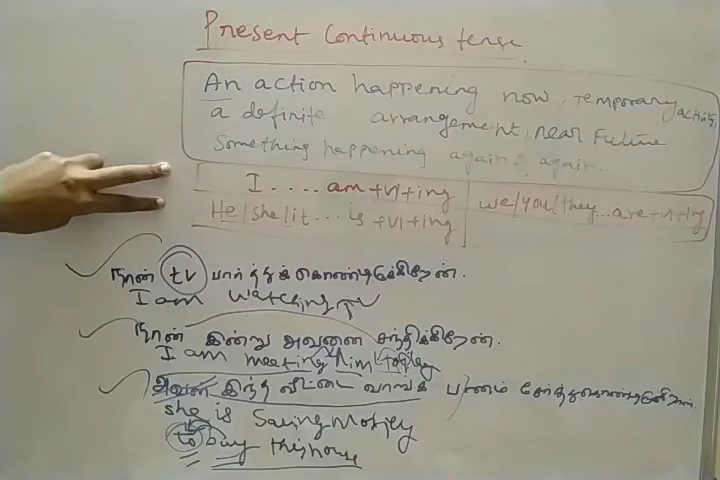 Present Continuous tense.
An action happening now, Temporary activity,
a definite arrangement, near Future
Something happening again & again.
I .... am+v1+ing
He/she/it ... is +v1+ing
we/you/they...are+v1+ing
நான் tv பார்த்துக்கொண்டிருக்கிறேன்.
I am watching TV
நான் இன்று அவனை சந்திக்கிறேன்.
I am meeting him today
அவள் இந்த வீட்டை வாங்க பணம் சேர்த்துகொண்டிருக்கிறாள்.
she is Saving Money
to buy this house